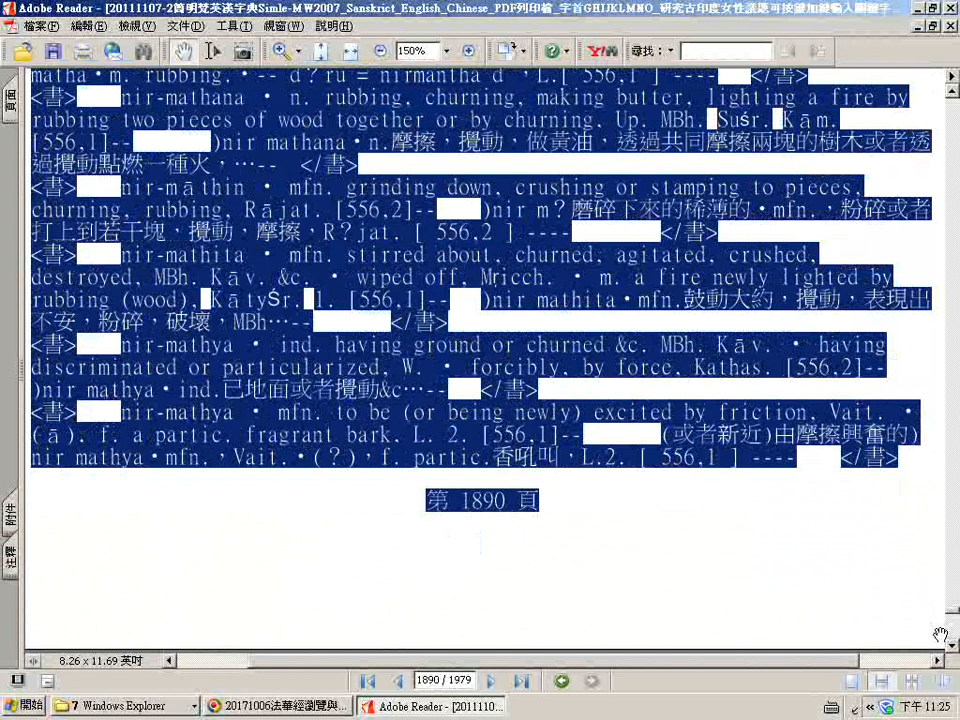 Adobe Reader - [20111107-2簡明梵英漢字典Simle-MW2007_Sanskrict_English_Chinese_PDF列印檔_字首GHIJKLMNO_研究古印度女性議題可按鍵加鍵輸入關鍵字...
檔案(F) 編輯(E) 檢視(V) 文件(D) 工具(T) 視窗(W) 說明(H)
150% 尋找：
matha‧m. rubbing,‧-- d？ru = nirmantha d‧, L.[ 556,1 ] ---- </書>
<書> nir-mathana ‧ n. rubbing, churning, making butter, lighting a fire by
rubbing two pieces of wood together or by churning, Up. MBh. Suśr. Kām.
[556,1]-- )nir mathana‧n.摩擦，攪動，做黃油，透過共同摩擦兩塊的樹木或者透
過攪動點燃一種火，…-- </書>
<書> nir-māthin ‧ mfn. grinding down, crushing or stamping to pieces,
churning, rubbing, Rājat. [556,2]-- )nir m？磨碎下來的稀薄的‧mfn.，粉碎或者
打上到若干塊，攪動，摩擦，R？jat. [ 556,2 ] ---- </書>
<書> nir-mathita ‧ mfn. stirred about, churned, agitated, crushed,
destroyed, MBh. Kāv. &c. ‧ wiped off, Mricch. ‧ m. a fire newly lighted by
rubbing (wood), KātyŚr. 1. [556,1]-- )nir mathita‧mfn.鼓動大約，攪動，表現出
不安，粉碎，破壞，MBh…-- </書>
<書> nir-mathya ‧ ind. having ground or churned &c. MBh. Kāv. ‧ having
discriminated or particularized, W. ‧ forcibly, by force, Kathas. [556,2]--
)nir mathya‧ind.已地面或者攪動&c…-- </書>
<書> nir-mathya ‧ mfn. to be (or being newly) excited by friction, Vait. ‧
(ā), f. a partic. fragrant bark. L. 2. [556,1]-- (或者新近)由摩擦興奮的)
nir mathya‧mfn.，Vait.‧(？)，f. partic.香吼叫，L.2. [ 556,1 ] ---- </書>
第 1890 頁
頁面
附件
註釋
8.26 x 11.69 英吋
1890 / 1979
開始 7 Windows Explorer 20171006法華經瀏覽與... Adobe Reader - [2011110... 下午 11:25